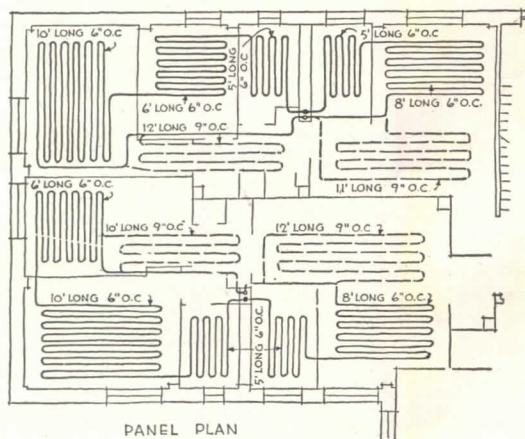 10' LONG 6" O.C.
5' LONG 6" O.C.
5' LONG 6" O.C.
6' LONG 6" O.C.
8' LONG 6" O.C.
12' LONG 9" O.C.
11' LONG 9" O.C.
6' LONG 6" O.C.
10' LONG 9" O.C.
12' LONG 9" O.C.
10' LONG 6" O.C.
5' LONG 6" O.C.
8' LONG 6" O.C.
PANEL PLAN